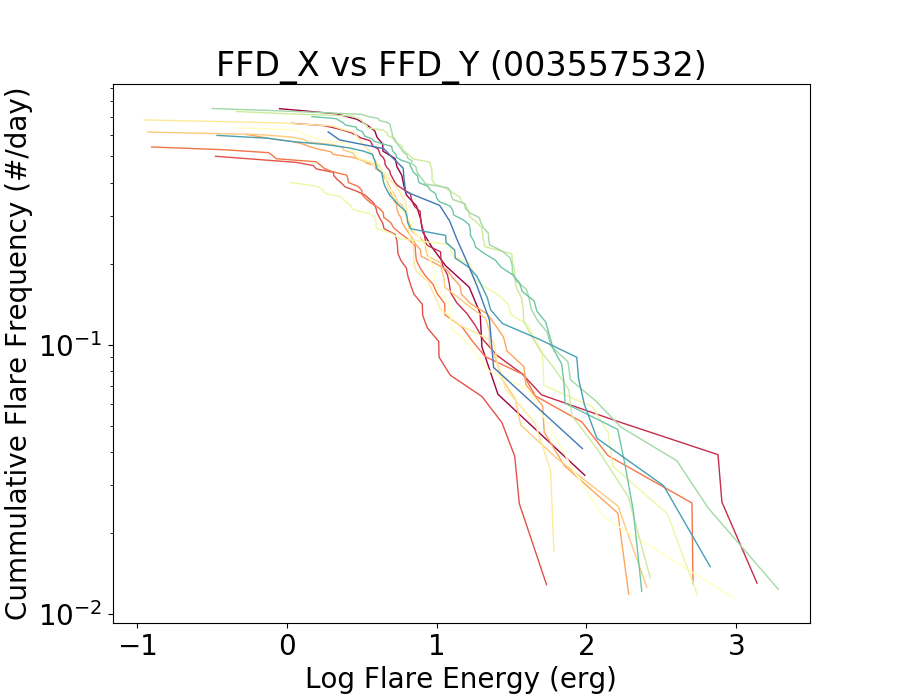 FFD_X vs FFD_Y (003557532)
Cummulative Flare Frequency (#/day)
10⁻¹
10⁻²
−1 0 1 2 3
Log Flare Energy (erg)